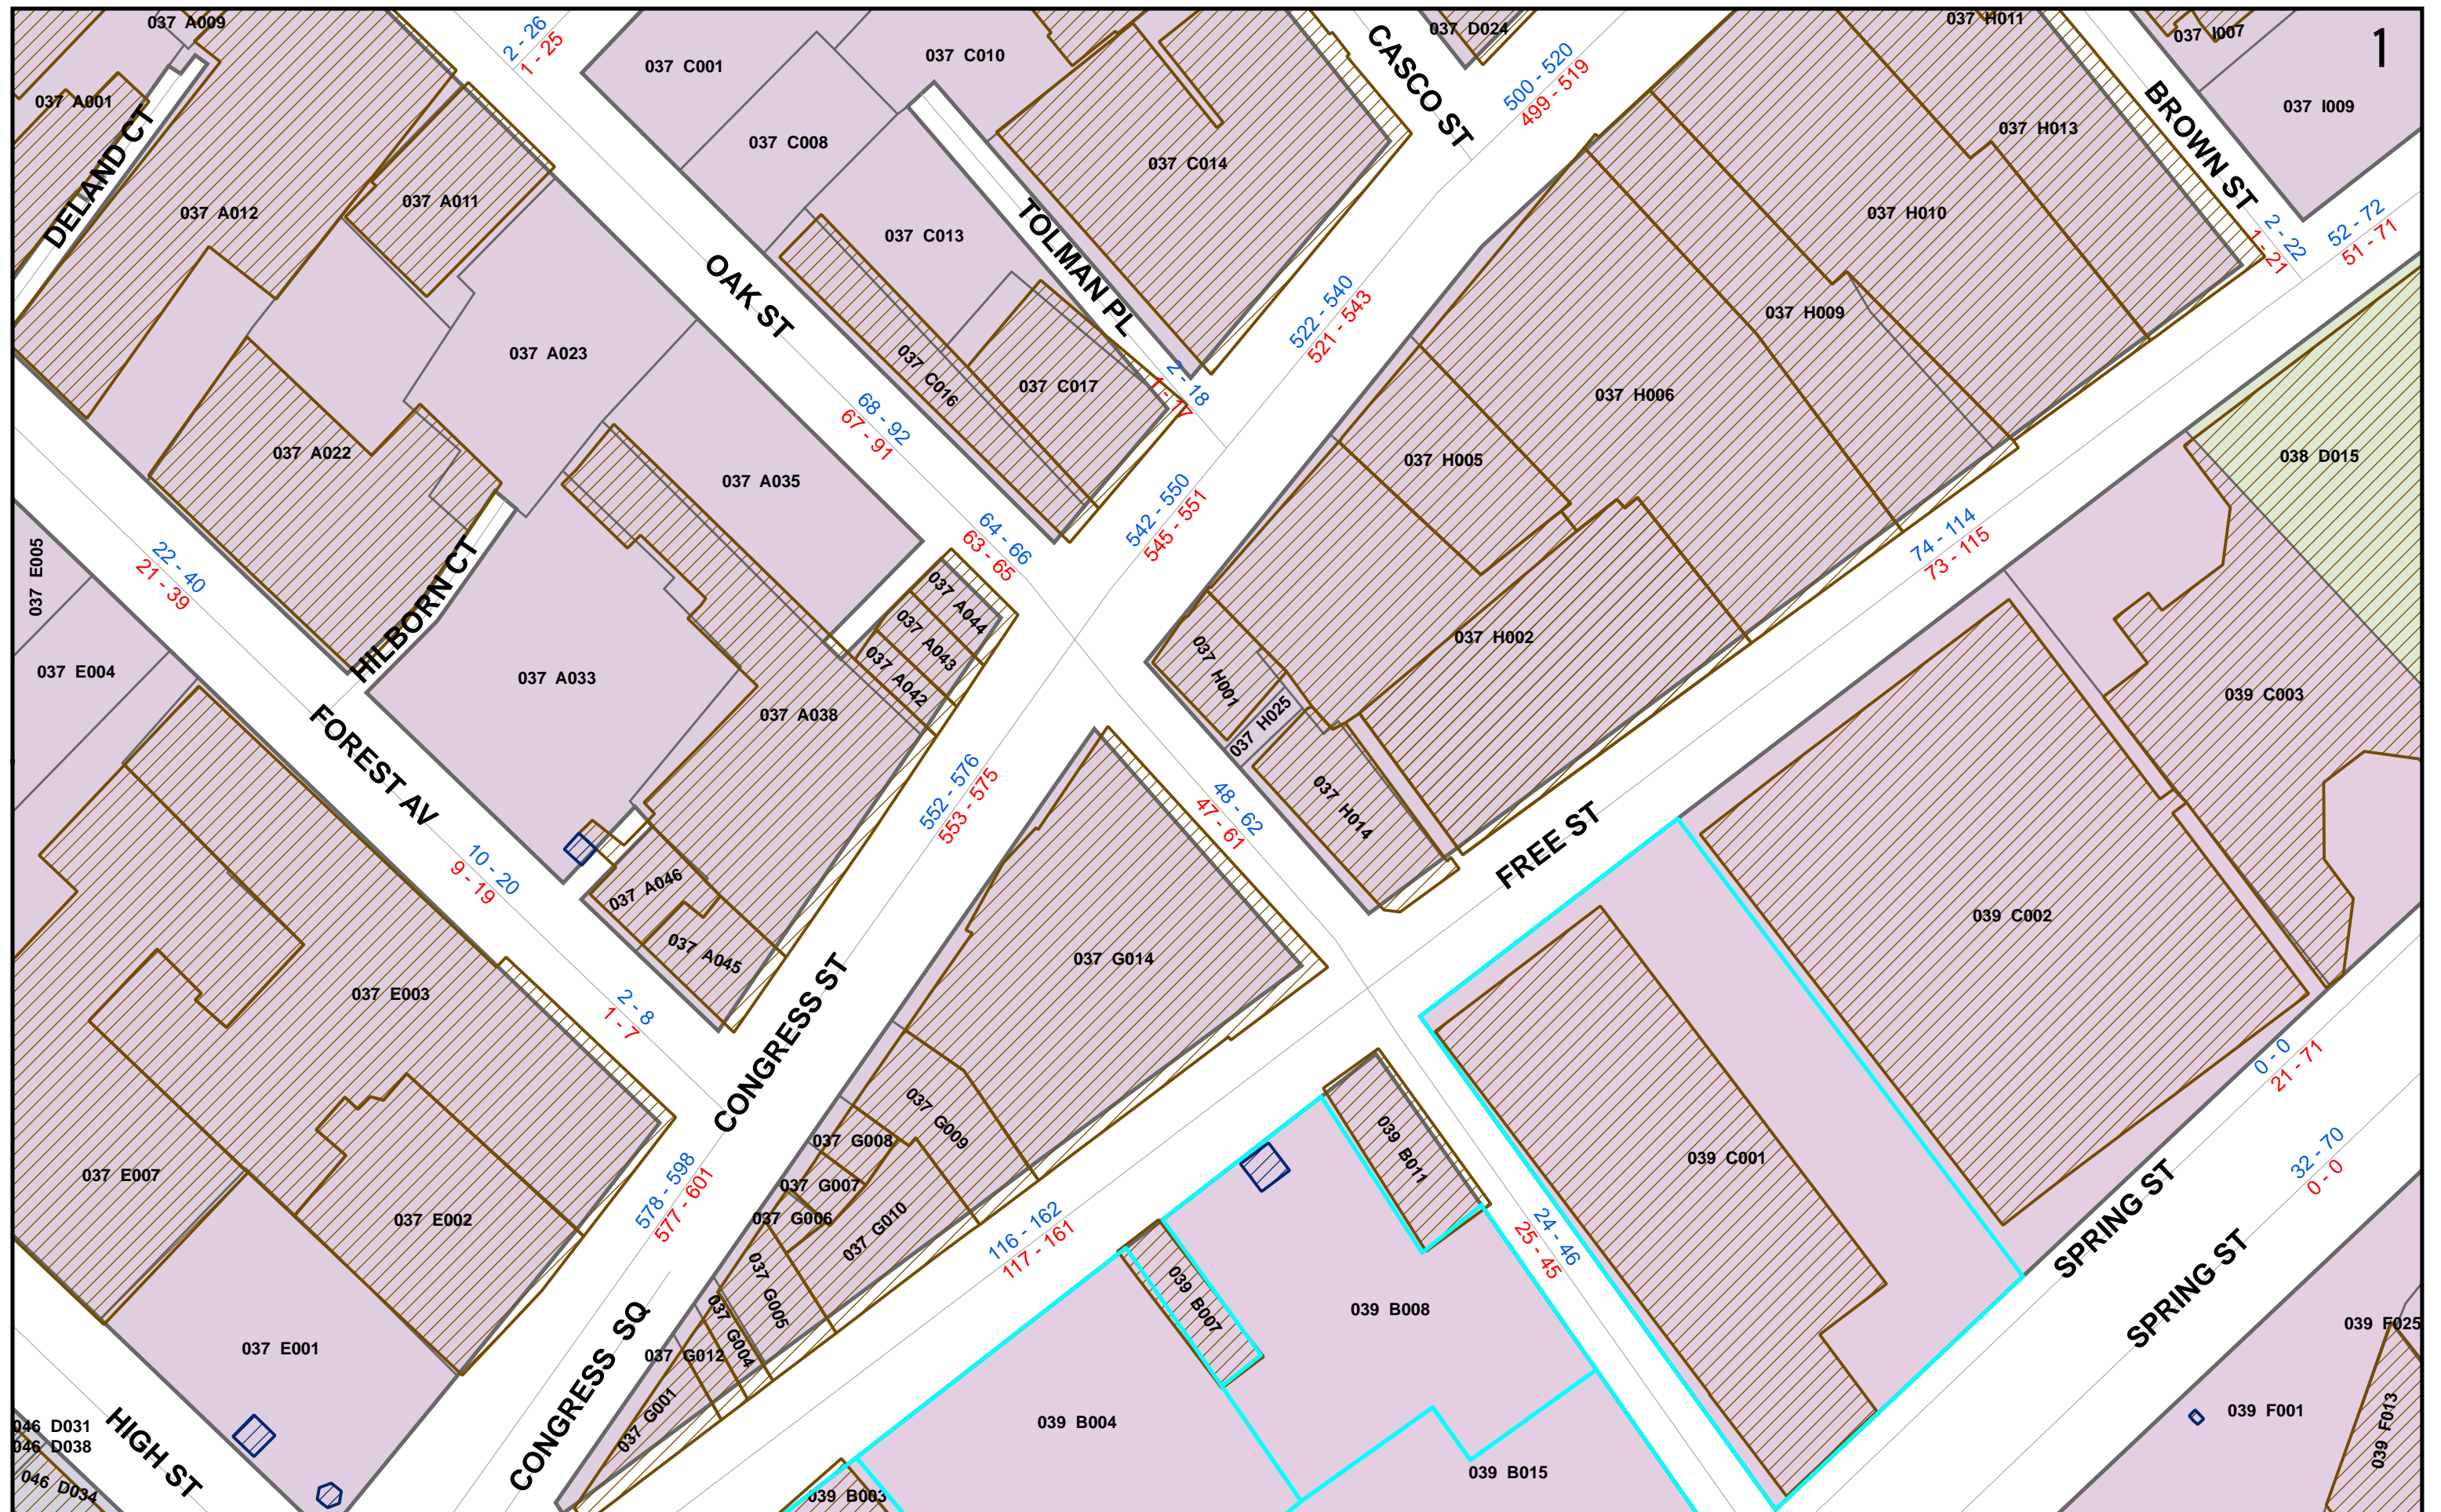 037 A009
2 - 26
1 - 25
037 C001
037 C010
CASCO ST
037 D024
037 H011
037 I007
1
037 A001
DELAND CT
037 A012
037 A011
037 C008
037 C014
500 - 520
499 - 519
037 H013
BROWN ST
037 I009
OAK ST
037 C013
TOLMAN PL
037 H010
2 - 22
1 - 21
52 - 72
51 - 71
037 A023
037 C016
037 C017
2 - 18
1 - 17
522 - 540
521 - 543
037 H009
037 H006
037 A022
68 - 92
67 - 91
037 A035
037 H005
038 D015
037 E005
22 - 40
21 - 39
HILBORN CT
64 - 66
63 - 65
542 - 550
545 - 551
74 - 114
73 - 115
037 A044
037 A043
037 A042
037 E004
037 A033
037 A038
037 H001
037 H025
037 H002
039 C003
FOREST AV
552 - 576
553 - 575
48 - 62
47 - 61
037 H014
FREE ST
10 - 20
9 - 19
037 A046
037 A045
037 G014
039 C002
037 E003
2 - 8
1 - 7
CONGRESS ST
0 - 0
21 - 71
037 G009
037 G008
037 G007
037 G006
037 G010
039 B011
039 C001
32 - 70
0 - 0
037 E007
037 E002
578 - 598
577 - 601
116 - 162
117 - 161
24 - 46
25 - 45
SPRING ST
SPRING ST
037 G005
037 G004
037 G012
037 G001
039 B007
039 B008
037 E001
CONGRESS SQ
039 B004
039 B015
039 F025
039 F001
039 F013
HIGH ST
046 D031
046 D038
046 D034
039 B003